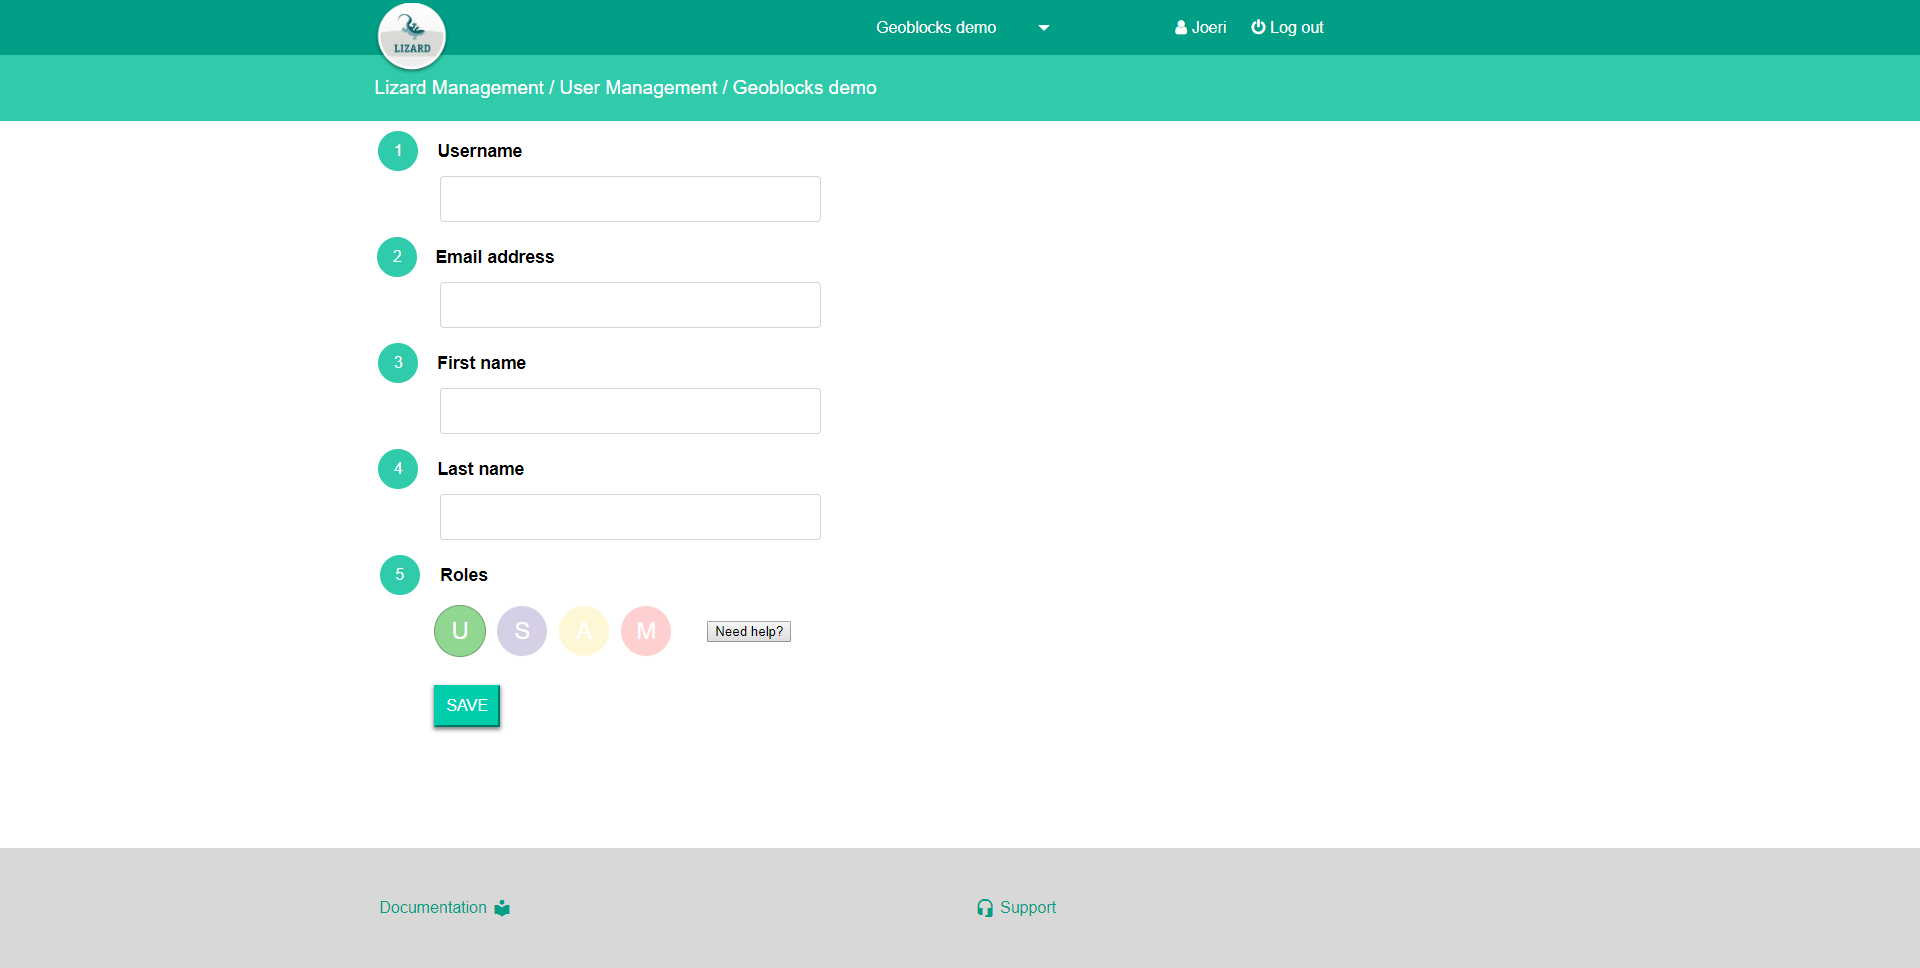 LIZARD
Geoblocks demo
Joeri
Log out
Lizard Management / User Management / Geoblocks demo
1 Username
2 Email address
3 First name
4 Last name
5 Roles
U S A M Need help?
SAVE
Documentation
Support